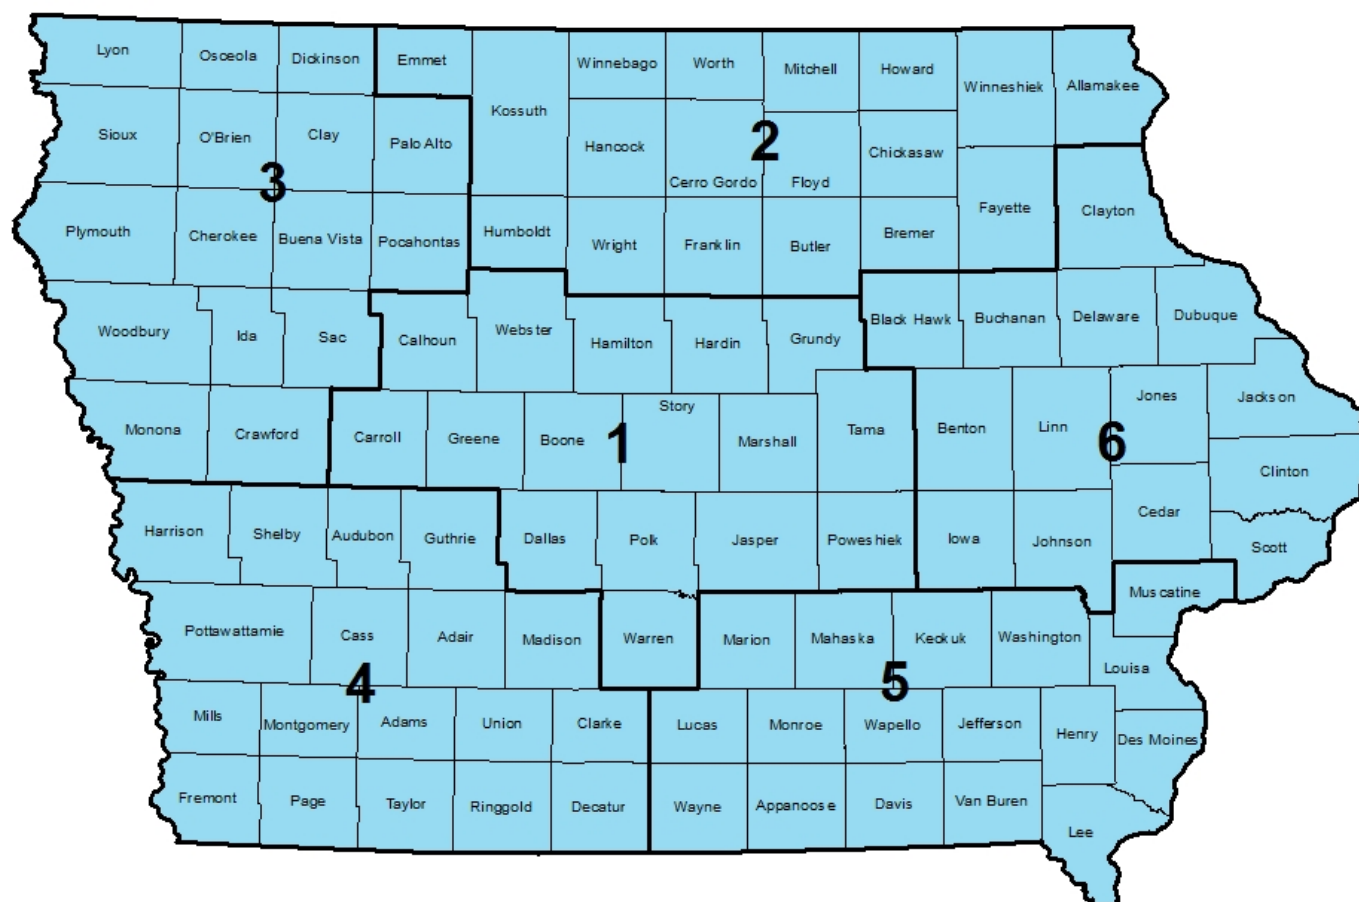 Lyon
Osceola
Dickinson
Emmet
Kossuth
Winnebago
Worth
Mitchell
Howard
Winneshiek
Allamakee
Sioux
O'Brien
Clay
Palo Alto
Hancock
Cerro Gordo
2
Floyd
Chickasaw
3
Plymouth
Cherokee
Buena Vista
Pocahontas
Humboldt
Wright
Franklin
Butler
Bremer
Fayette
Clayton
Woodbury
Ida
Sac
Calhoun
Webster
Hamilton
Hardin
Grundy
Black Hawk
Buchanan
Delaware
Dubuque
Monona
Crawford
Carroll
Greene
Boone
1
Story
Marshall
Tama
Benton
Linn
6
Jones
Jackson
Clinton
Harrison
Shelby
Audubon
Guthrie
Dallas
Polk
Jasper
Poweshiek
Iowa
Johnson
Cedar
Scott
Muscatine
Pottawattamie
Cass
Adair
Madison
Warren
Marion
Mahaska
Keokuk
Washington
Louisa
4
5
Mills
Montgomery
Adams
Union
Clarke
Lucas
Monroe
Wapello
Jefferson
Henry
Des Moines
Fremont
Page
Taylor
Ringgold
Decatur
Wayne
Appanoose
Davis
Van Buren
Lee